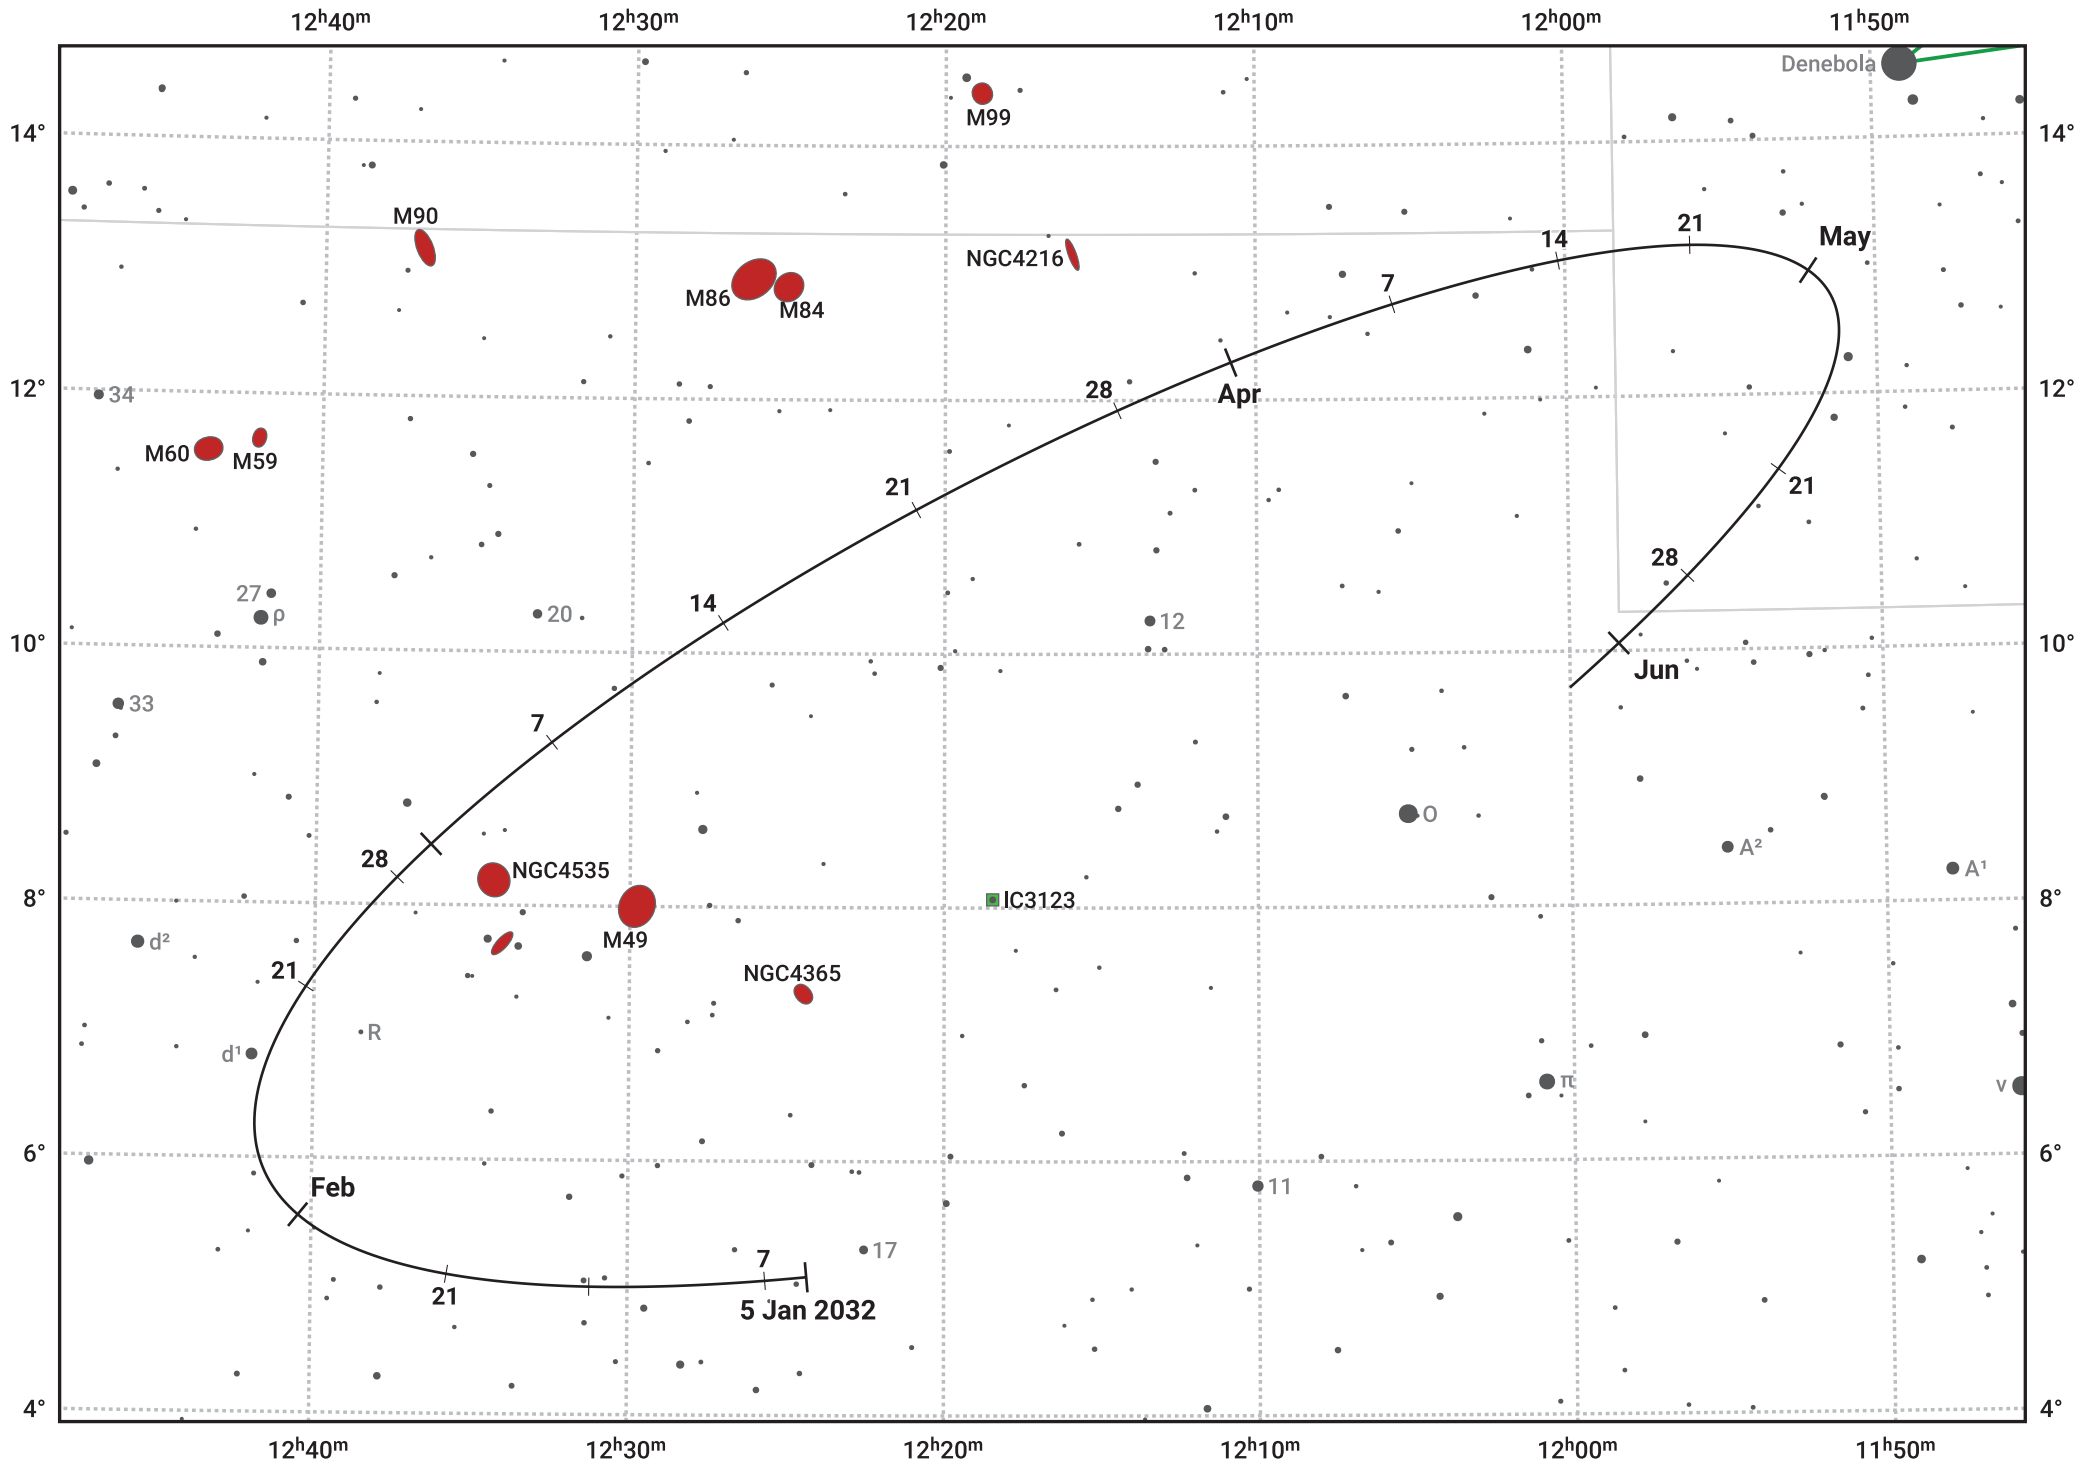 12ʰ40ᵐ 12ʰ30ᵐ 12ʰ20ᵐ 12ʰ10ᵐ 12ʰ00ᵐ 11ʰ50ᵐ
Denebola
M99
14° 14°
M90
21
May
14
NGC4216
7
M86
M84
28
Apr
12° 12°
34
M60
M59
21
21
28
27
ρ
14
20
12
10° 10°
Jun
33
7
O
A²
28
A¹
NGC4535
8° 8°
IC3123
d²
M49
21
NGC4365
R
d¹
π
ν
6° 6°
Feb
11
17
7
21
5 Jan 2032
4° 4°
12ʰ40ᵐ 12ʰ30ᵐ 12ʰ20ᵐ 12ʰ10ᵐ 12ʰ00ᵐ 11ʰ50ᵐ